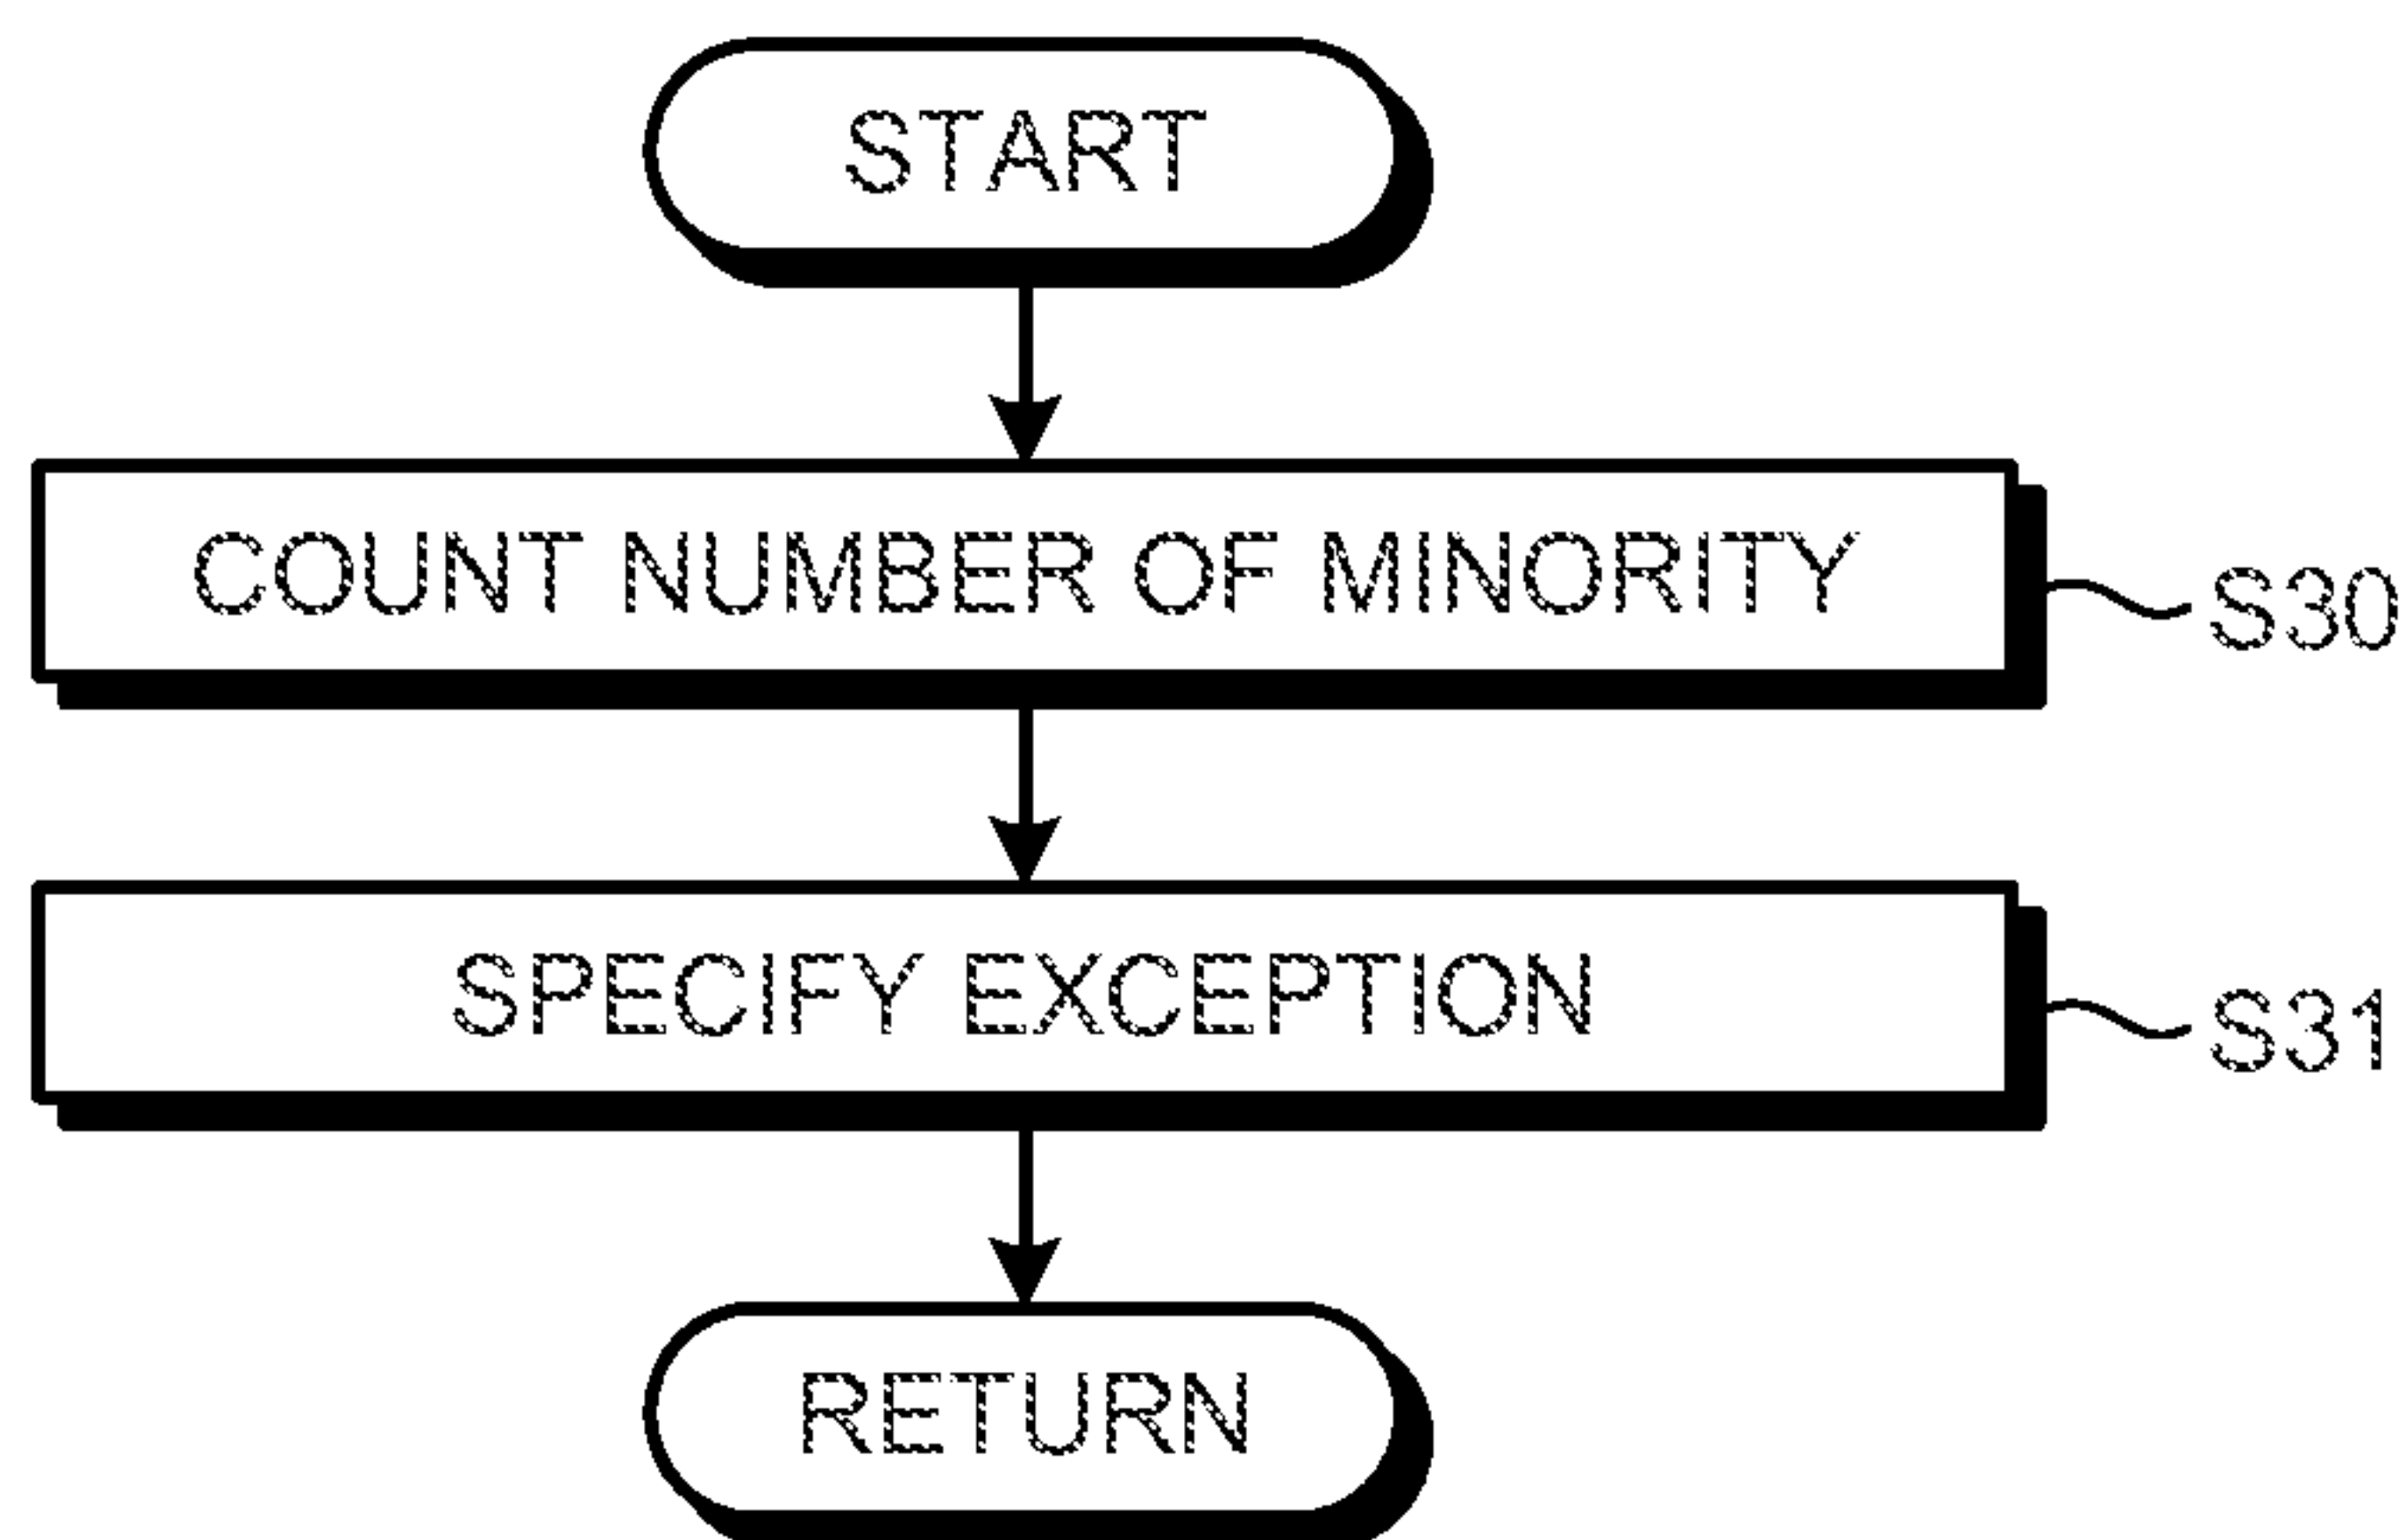 START
COUNT NUMBER OF MINORITY
S30
SPECIFY EXCEPTION
S31
RETURN